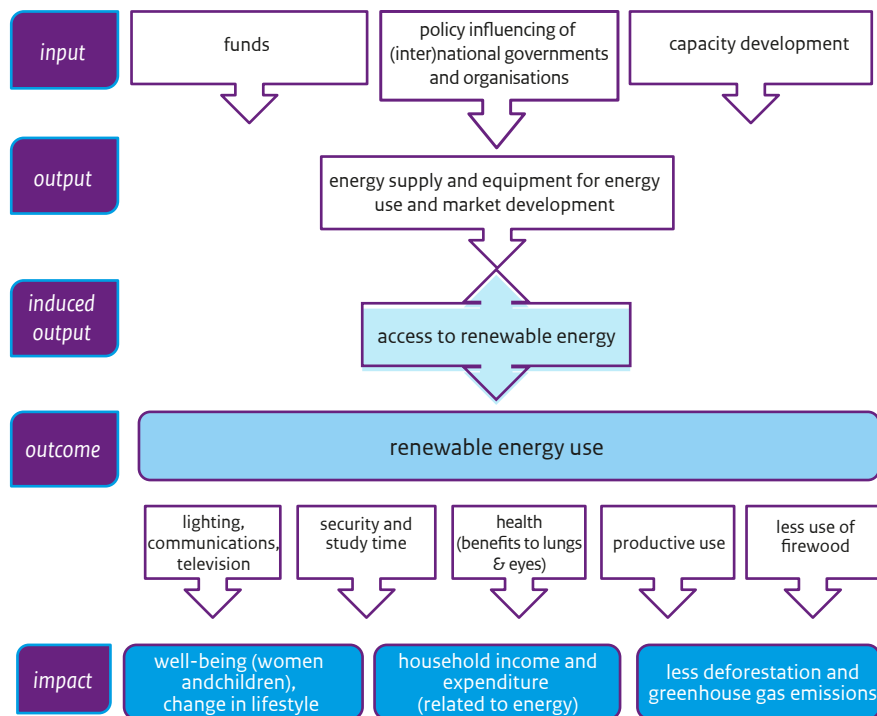 input
funds
policy influencing of
(inter)national governments
and organisations
capacity development
output
energy supply and equipment for energy
use and market development
induced
output
access to renewable energy
outcome
renewable energy use
lighting,
communications,
television
security and
study time
health
(benefits to lungs
& eyes)
productive use
less use of
firewood
impact
well-being (women
andchildren),
change in lifestyle
household income and
expenditure
(related to energy)
less deforestation and
greenhouse gas emissions